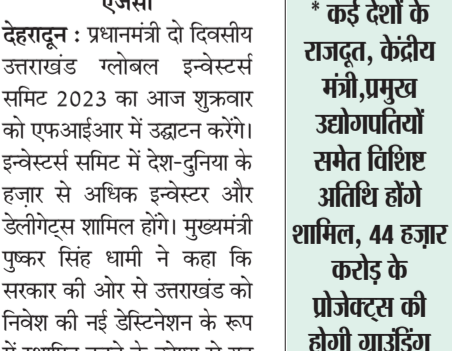 एजेंसी
देहरादून : प्रधानमंत्री दो दिवसीय
उत्तराखंड ग्लोबल इन्वेस्टर्स
समिट 2023 का आज शुक्रवार
को एफआईआर में उद्घाटन करेंगे।
इन्वेस्टर्स समिट में देश-दुनिया के
हज़ार से अधिक इन्वेस्टर और
डेलीगेट्स शामिल होंगे। मुख्यमंत्री
पुष्कर सिंह धामी ने कहा कि
सरकार की ओर से उत्तराखंड को
निवेश की नई डेस्टिनेशन के रूप
* कई देशों के
राजदूत, केंद्रीय
मंत्री,प्रमुख
उद्योगपतियों
समेत विशिष्ट
अतिथि होंगे
शामिल, 44 हज़ार
करोड़ के
प्रोजेक्ट्स की
होगी ग्राउंडिंग